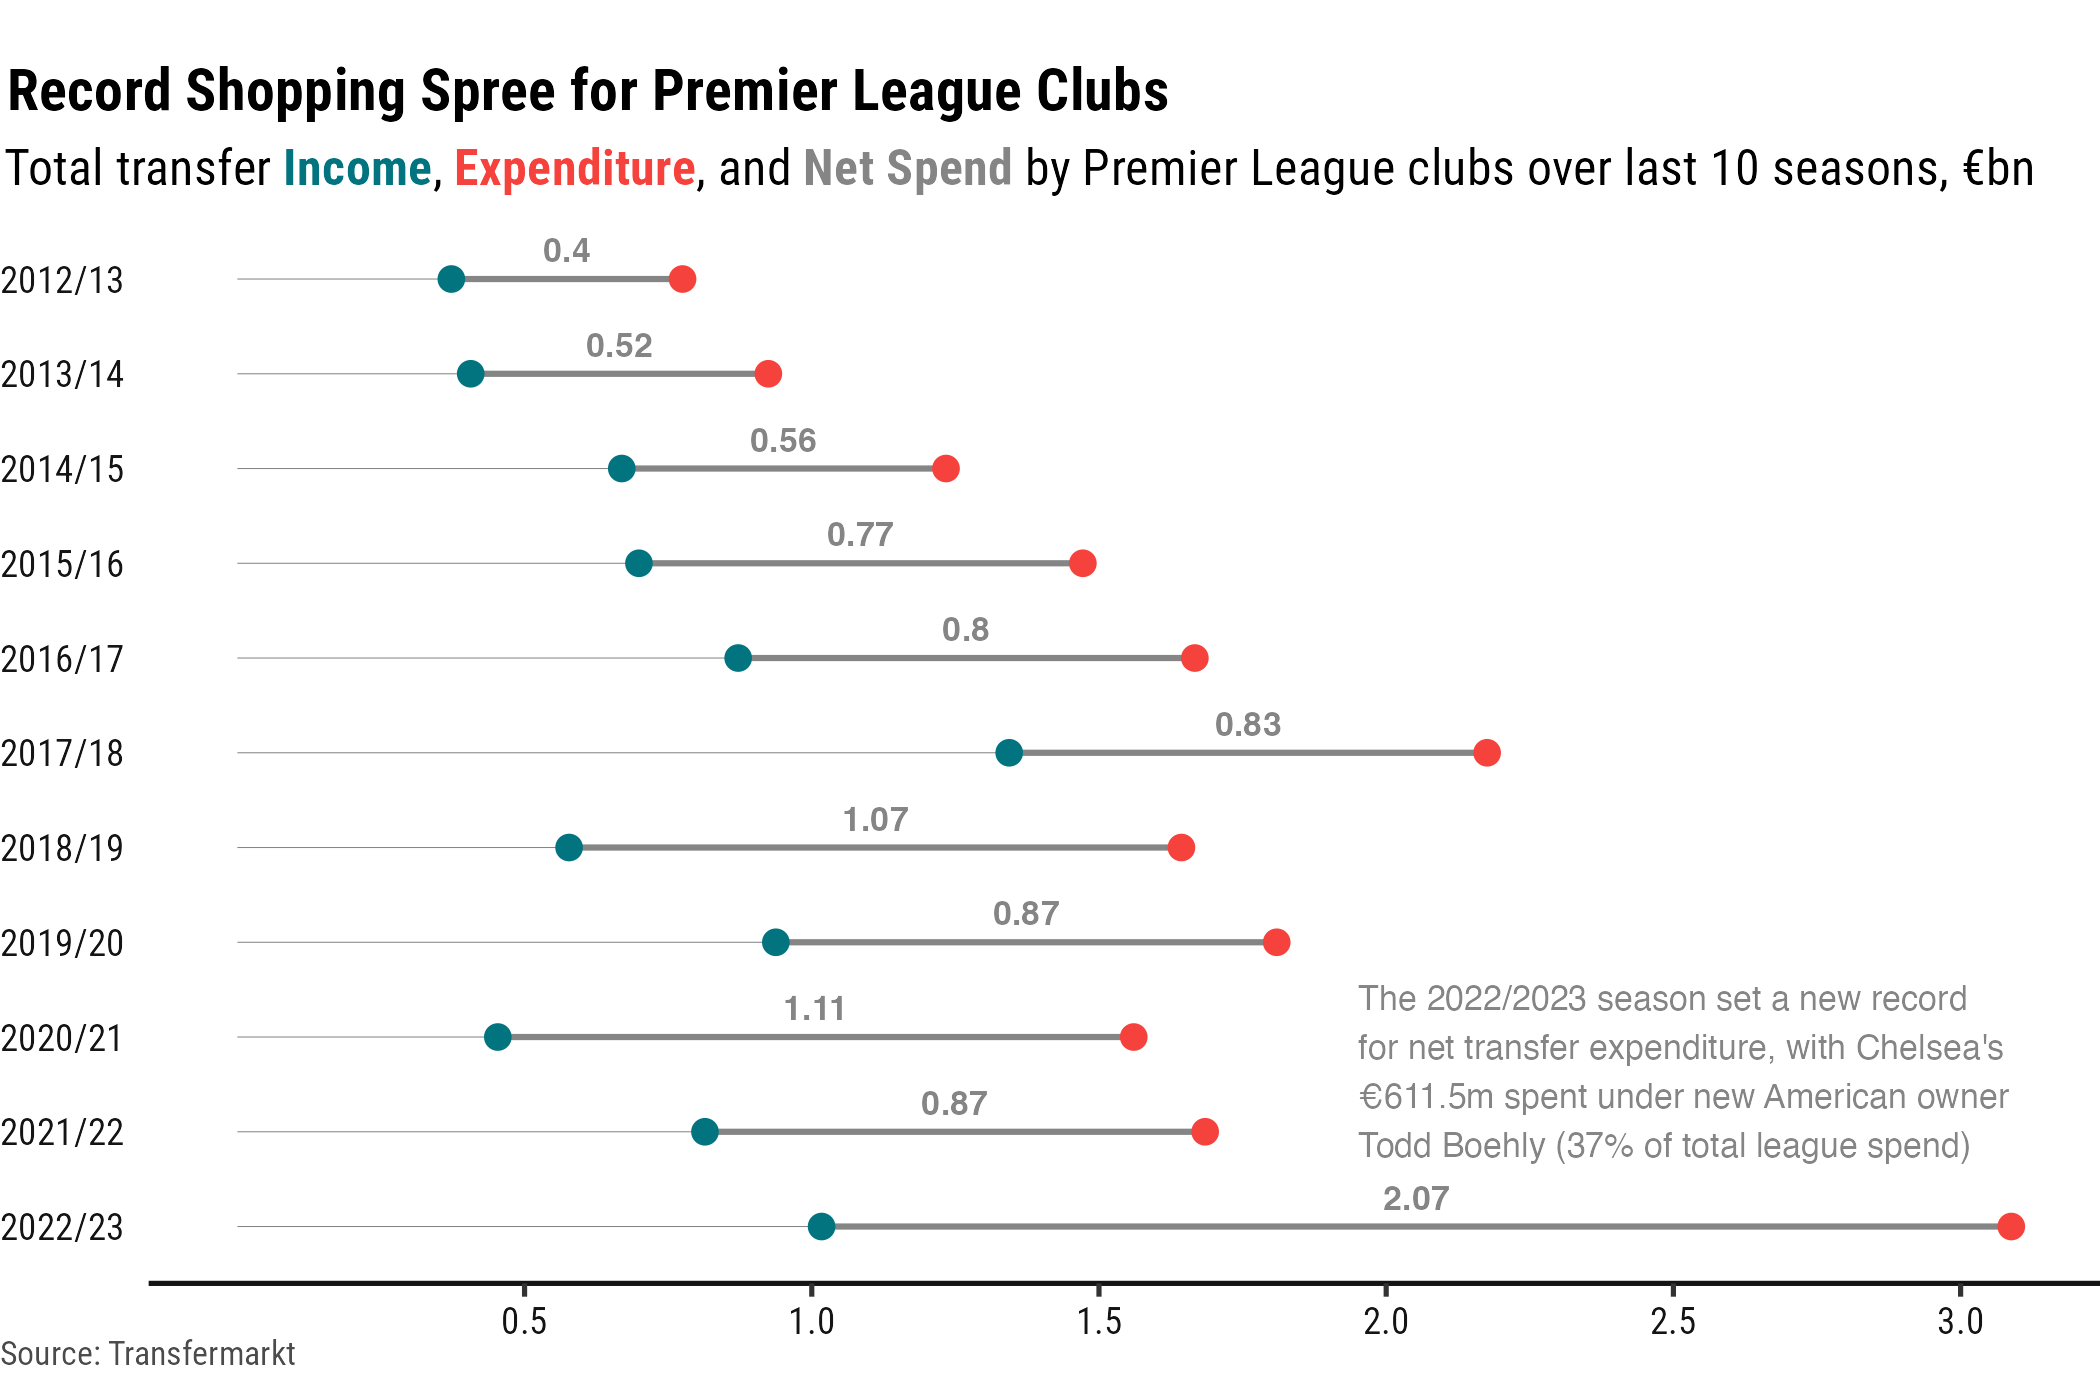 Record Shopping Spree for Premier League Clubs
Total transfer Income, Expenditure, and Net Spend by Premier League clubs over last 10 seasons, €bn
0.4
2012/13
0.52
2013/14
0.56
2014/15
0.77
2015/16
0.8
2016/17
0.83
2017/18
1.07
2018/19
0.87
2019/20
The 2022/2023 season set a new record
for net transfer expenditure, with Chelsea's
€611.5m spent under new American owner
Todd Boehly (37% of total league spend)
1.11
2020/21
0.87
2021/22
2.07
2022/23
0.5 1.0 1.5 2.0 2.5 3.0
Source: Transfermarkt